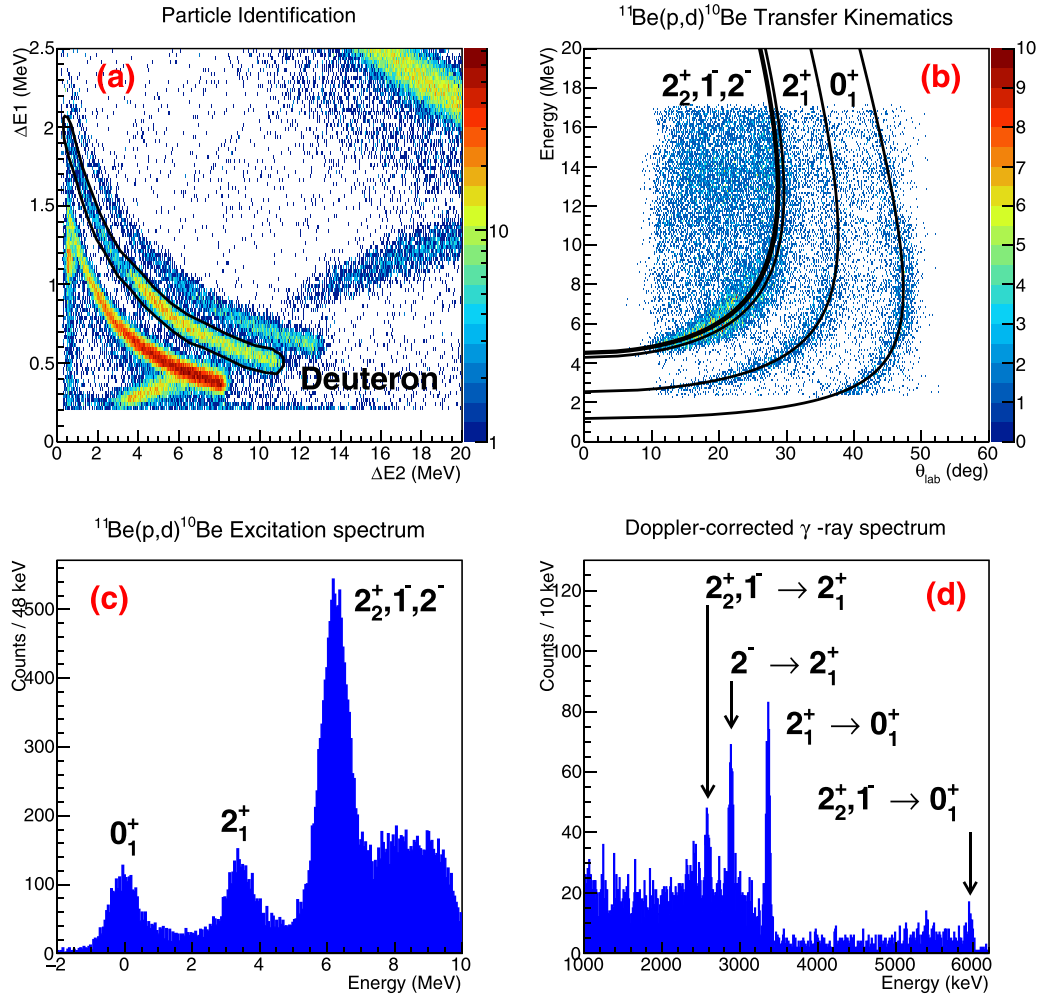 Particle Identification
ΔE1 (MeV)
2.5
2
1.5
1
0.5
0
(a)
Deuteron
10
1
0 2 4 6 8 10 12 14 16 18 20
ΔE2 (MeV)
¹¹Be(p,d)¹⁰Be Transfer Kinematics
Energy (MeV)
20
18
16
14
12
10
8
6
4
2
0
2₂⁺,1⁻,2⁻ 2₁⁺ 0₁⁺
(b)
10
9
8
7
6
5
4
3
2
1
0
0 10 20 30 40 50 60
θlab (deg)
¹¹Be(p,d)¹⁰Be Excitation spectrum
Counts / 48 keV
500
400
300
200
100
0
(c)
2₂⁺,1⁻,2⁻
0₁⁺
2₁⁺
−2 0 2 4 6 8 10
Energy (MeV)
Doppler-corrected γ -ray spectrum
Counts / 10 keV
120
100
80
60
40
20
0
2₂⁺,1⁻ → 2₁⁺
(d)
2⁻ → 2₁⁺
2₁⁺ → 0₁⁺
2₂⁺,1⁻ → 0₁⁺
1000 2000 3000 4000 5000 6000
Energy (keV)